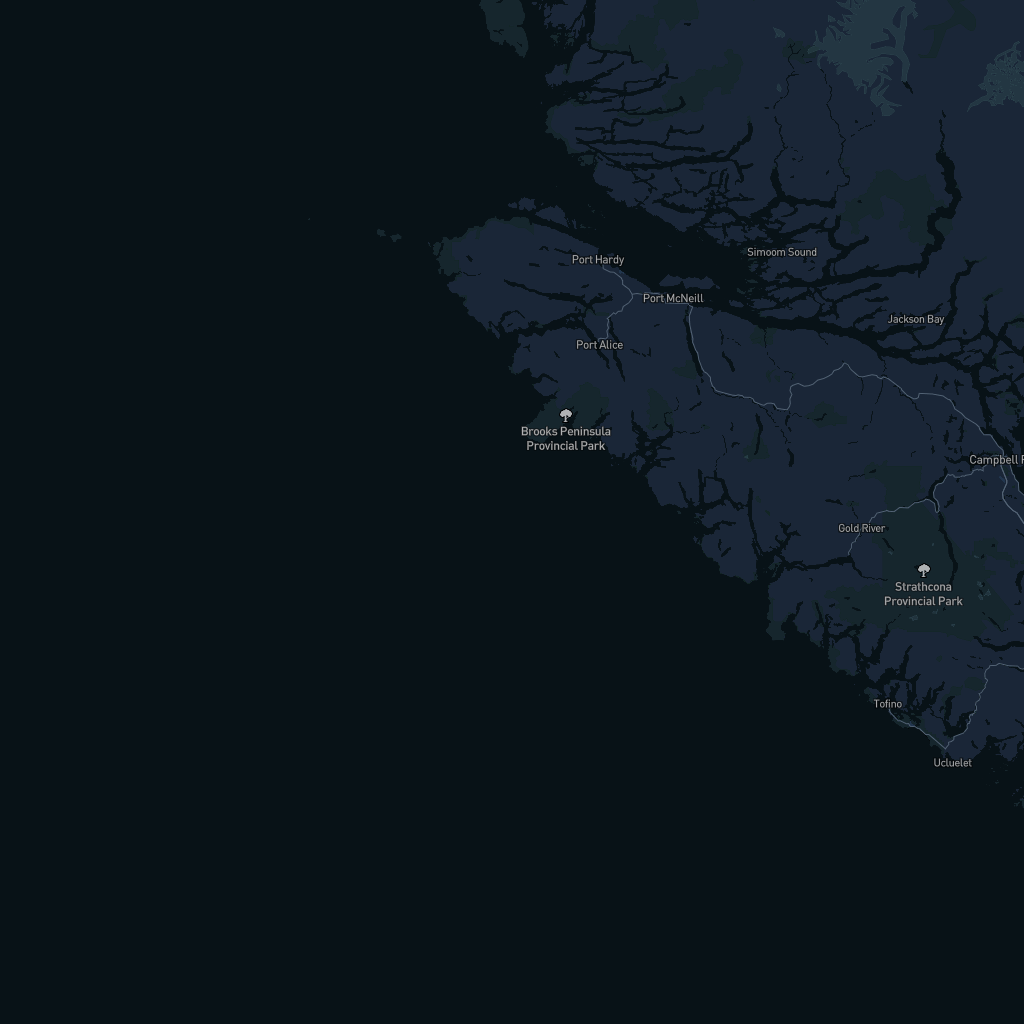 Simoom Sound
Port Hardy
Port McNeill
Jackson Bay
Port Alice
Brooks Peninsula
Provincial Park
Campbell
Gold River
Strathcona
Provincial Park
Tofino
Ucluelet